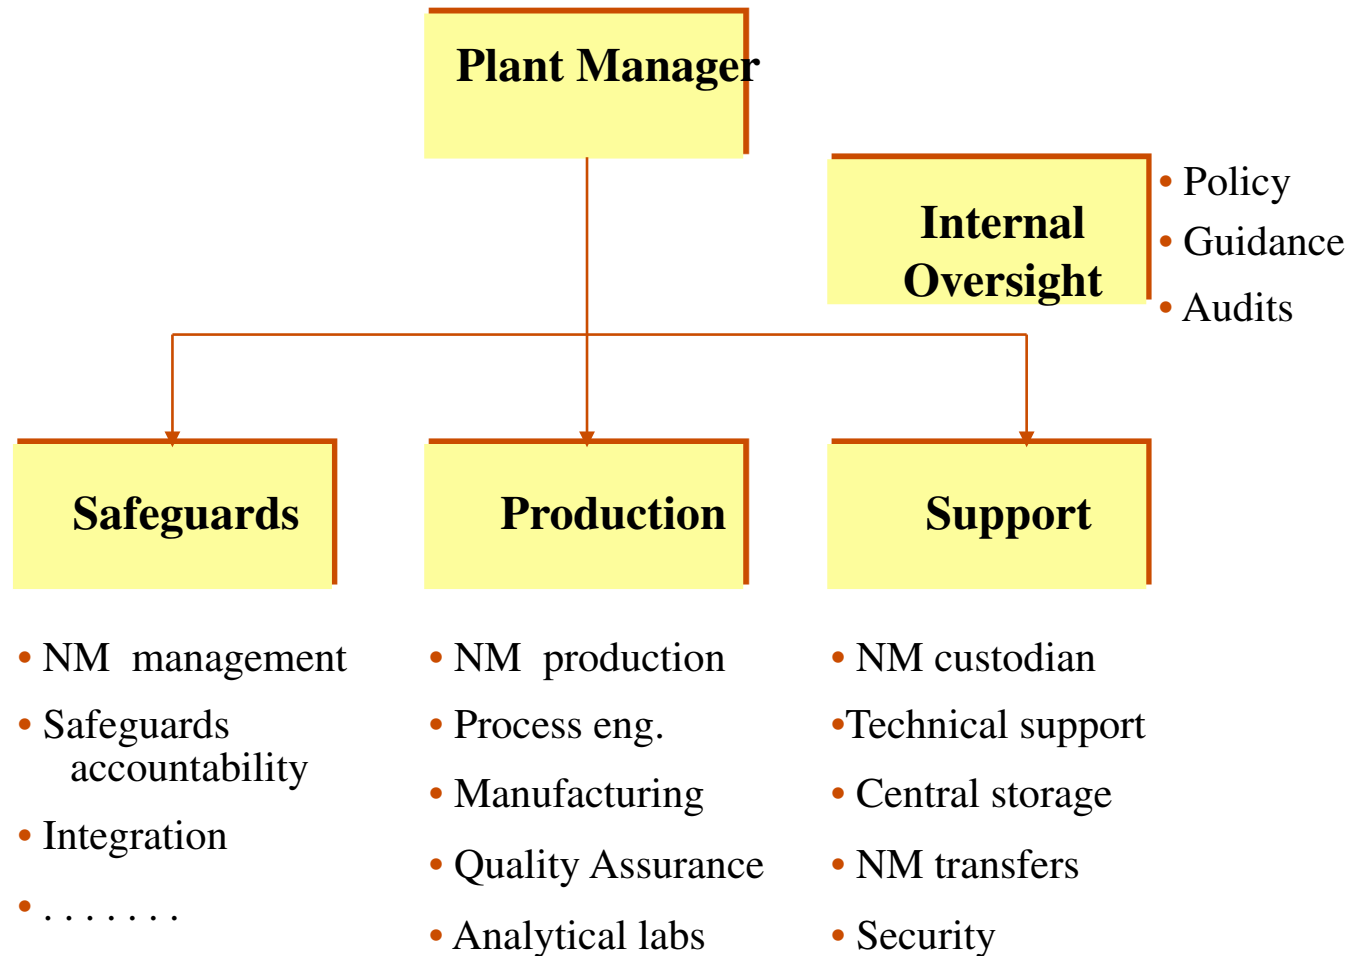 Plant Manager
Internal
Oversight
• Policy
• Guidance
• Audits
Safeguards
• NM  management
• Safeguards
accountability
• Integration
• . . . . . . .
Production
• NM  production
• Process eng.
• Manufacturing
• Quality Assurance
• Analytical labs
Support
• NM custodian
•Technical support
• Central storage
• NM transfers
• Security